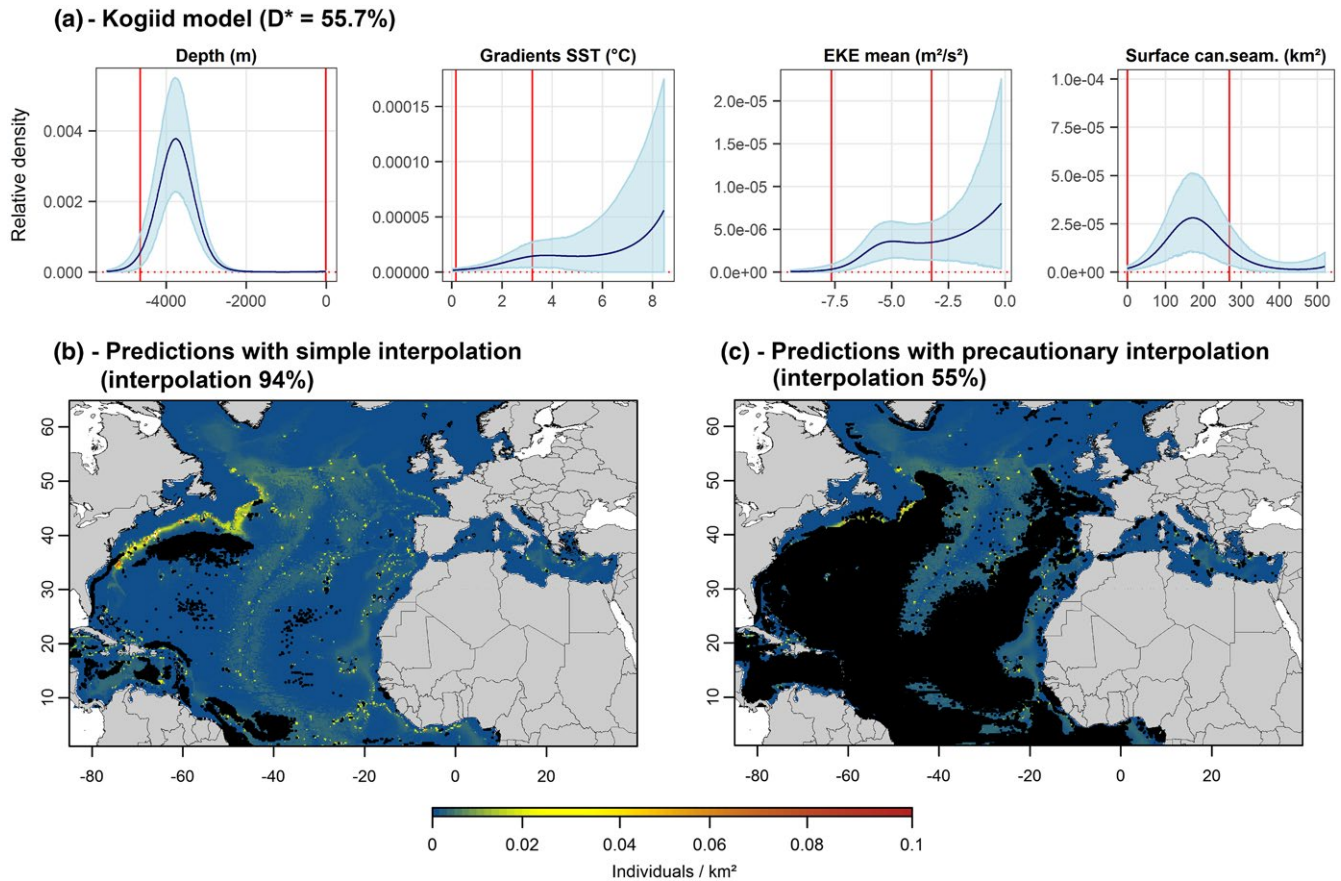 (a) - Kogiid model (D* = 55.7%)
Depth (m)
Gradients SST (°C)
EKE mean (m²/s²)
Surface can.seam. (km²)
Relative density
0.004
0.002
0.000
-4000
-2000
0
0.00015
0.00010
0.00005
0.00000
0
2
4
6
8
2.0e-05
1.5e-05
1.0e-05
5.0e-06
0.0e+00
-7.5
-5.0
-2.5
0.0
1.0e-04
7.5e-05
5.0e-05
2.5e-05
0.0e+00
0
100
200
300
400
500
(b) - Predictions with simple interpolation
(interpolation 94%)
60
50
40
30
20
10
-80
-60
-40
-20
0
20
(c) - Predictions with precautionary interpolation
(interpolation 55%)
60
50
40
30
20
10
-80
-60
-40
-20
0
20
0
0.02
0.04
0.06
0.08
0.1
Individuals / km²